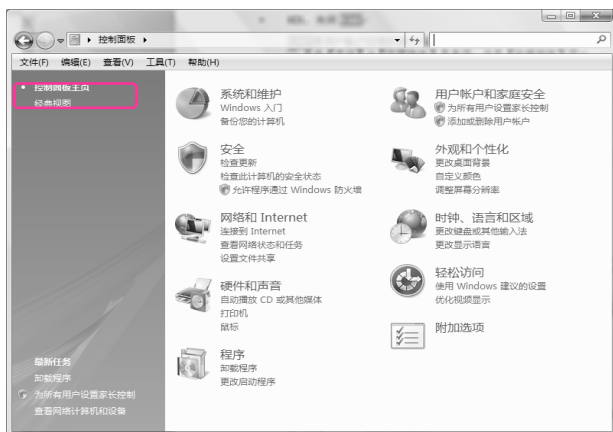 控制面板
文件(F) 编辑(E) 查看(V) 工具(T) 帮助(H)
控制面板主页
经典视图
系统和维护
Windows 入门
备份您的计算机
安全
检查更新
检查此计算机的安全状态
允许程序通过 Windows 防火墙
网络和 Internet
连接到 Internet
查看网络状态和任务
设置文件共享
硬件和声音
自动播放 CD 或其他媒体
打印机
鼠标
程序
卸载程序
更改启动程序
用户帐户和家庭安全
为所有用户设置家长控制
添加或删除用户帐户
外观和个性化
更改桌面背景
自定义颜色
调整屏幕分辨率
时钟、语言和区域
更改键盘或其他输入法
更改显示语言
轻松访问
使用 Windows 建议的设置
优化视频显示
附加选项
最新任务
卸载程序
为所有用户设置家长控制
查看网络计算机和设备